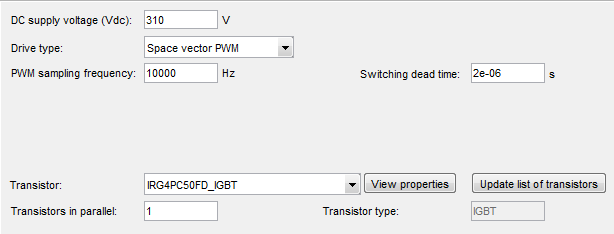 DC supply voltage (Vdc): 310 V
Drive type: Space vector PWM
PWM sampling frequency: 10000 Hz Switching dead time: 2e-06 s
Transistor: IRG4PC50FD_IGBT View properties Update list of transistors
Transistors in parallel: 1 Transistor type: IGBT